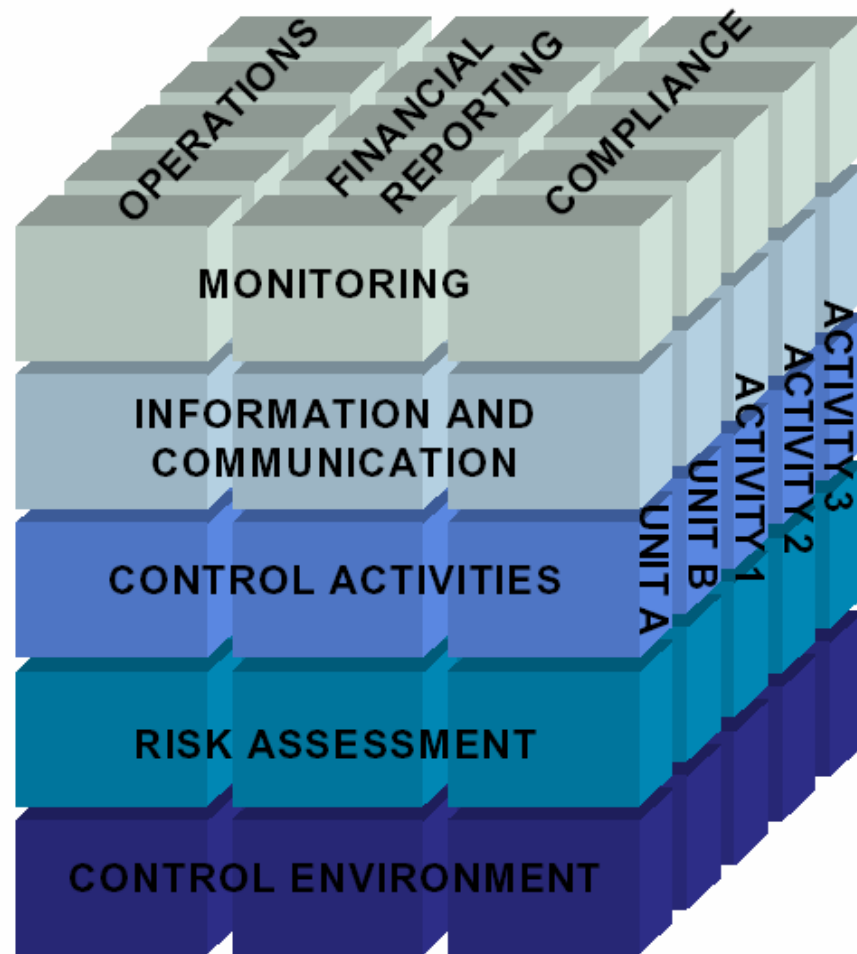 OPERATIONS
FINANCIAL
REPORTING
COMPLIANCE
MONITORING
INFORMATION AND
COMMUNICATION
CONTROL ACTIVITIES
RISK ASSESSMENT
CONTROL ENVIRONMENT
UNIT A
UNIT B
ACTIVITY 1
ACTIVITY 2
ACTIVITY 3